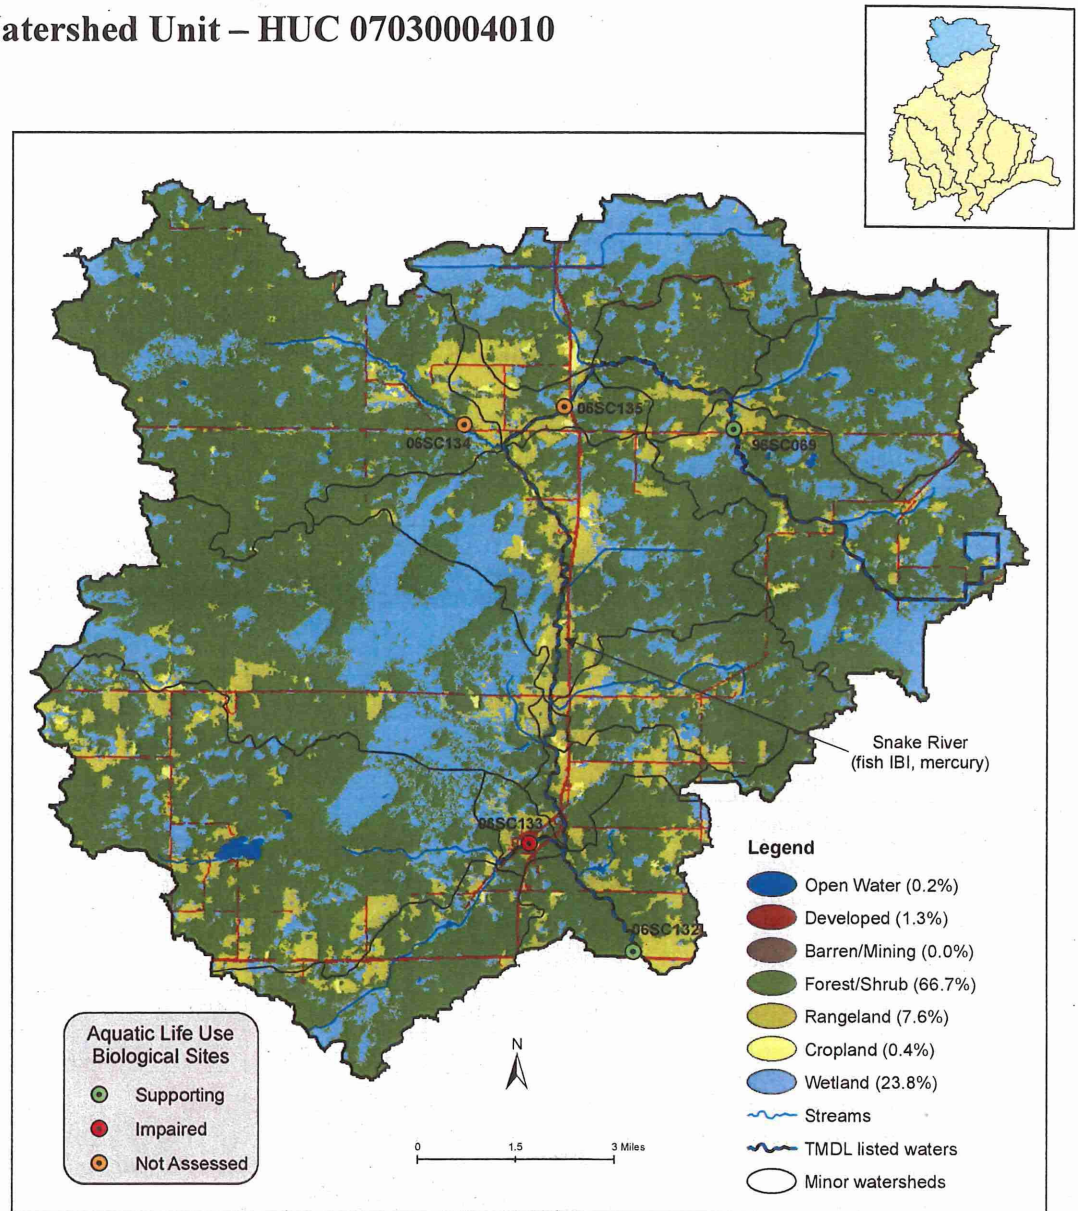 atershed Unit – HUC 07030004010
06SC135
06SC134
96SC069
Snake River
(fish IBI, mercury)
06SC133
06SC132
Legend
Open Water (0.2%)
Developed (1.3%)
Barren/Mining (0.0%)
Forest/Shrub (66.7%)
Rangeland (7.6%)
Cropland (0.4%)
Wetland (23.8%)
Streams
TMDL listed waters
Minor watersheds
Aquatic Life Use
Biological Sites
Supporting
Impaired
Not Assessed
N
0 1.5 3 Miles